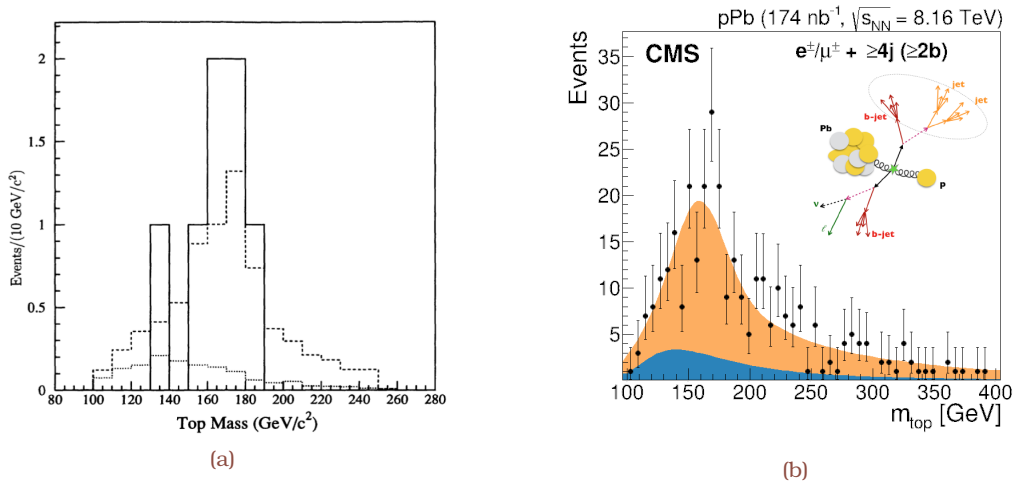 2
1.5
1
0.5
0
Events/(10 GeV/c²)
80 100 120 140 160 180 200 220 240 260 280
Top Mass (GeV/c²)
(a)
pPb (174 nb⁻¹, √s_NN = 8.16 TeV)
CMS
e±/μ± + ≥4j (≥2b)
Events
35
30
25
20
15
10
5
jet
jet
b-jet
Pb
p
ν
ℓ
b-jet
100 150 200 250 300 350 400
m_top [GeV]
(b)